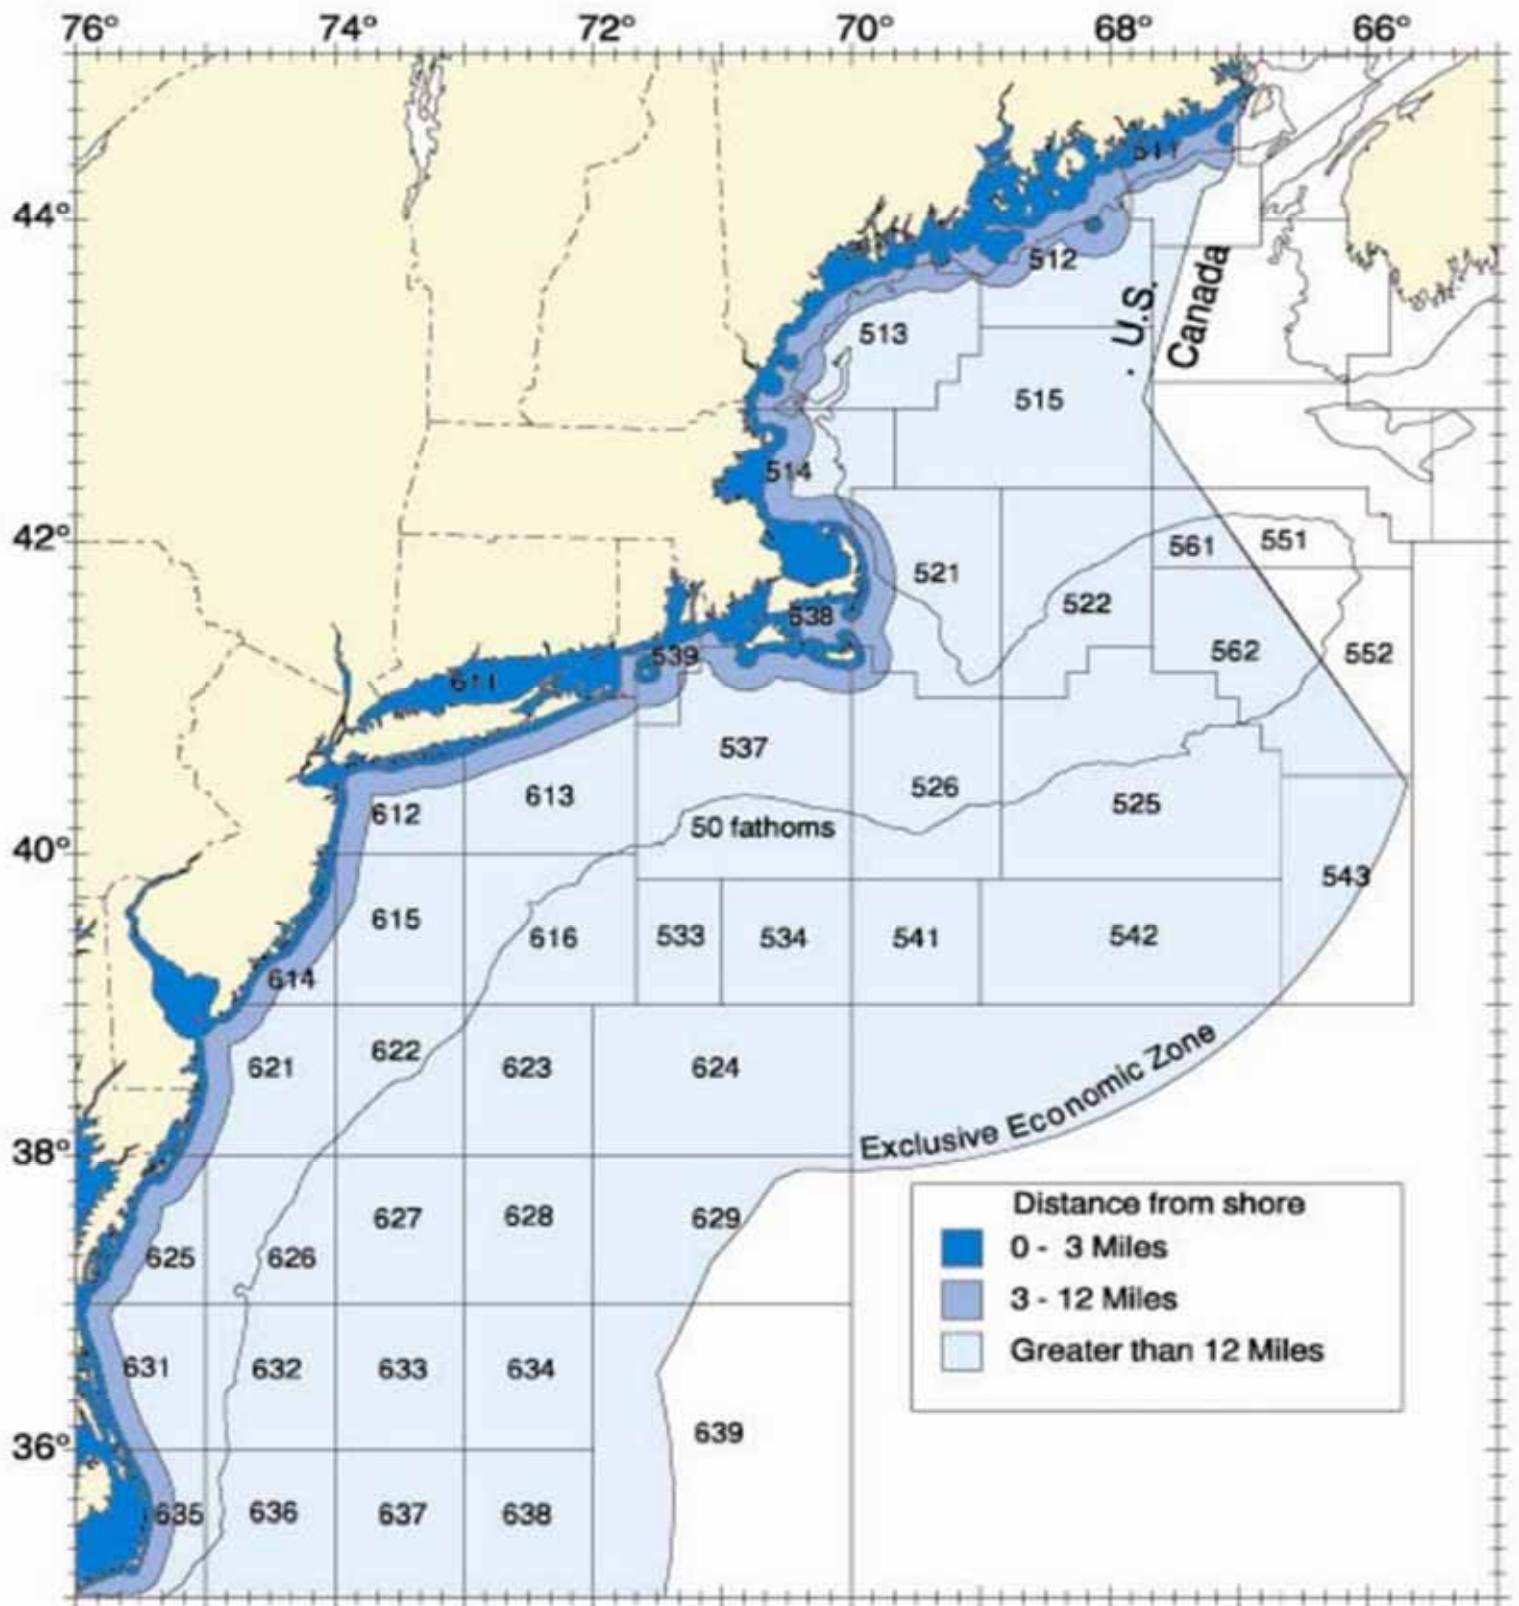 76° 74° 72° 70° 68° 66°
511
44°
512
U.S.
Canada
513
515
514
42°
561 551
521
522
538
562 552
539
611
537
526
613
525
612
50 fathoms
40°
543
615
616 533 534 541 542
614
622
621 623 624
Exclusive Economic Zone
38°
Distance from shore
0 - 3 Miles
3 - 12 Miles
Greater than 12 Miles
627 628 629
625 626
631 632 633 634
639
36°
635 636 637 638